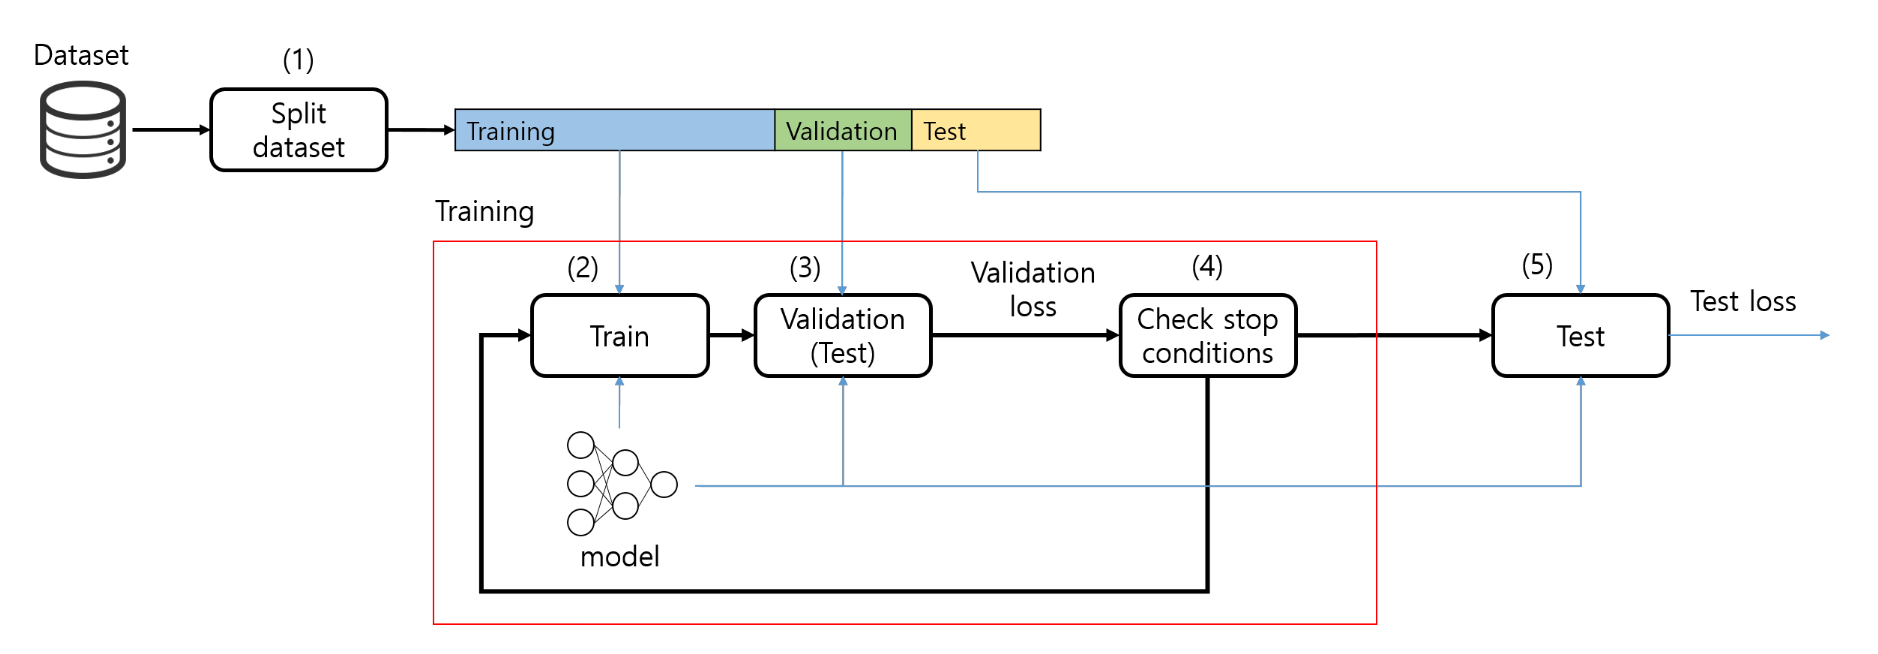 Dataset
(1)
Split
dataset
Training
Validation
Test
Training
(2)
(3)
Validation
loss
(4)
(5)
Train
Validation
(Test)
Check stop
conditions
Test
Test loss
model